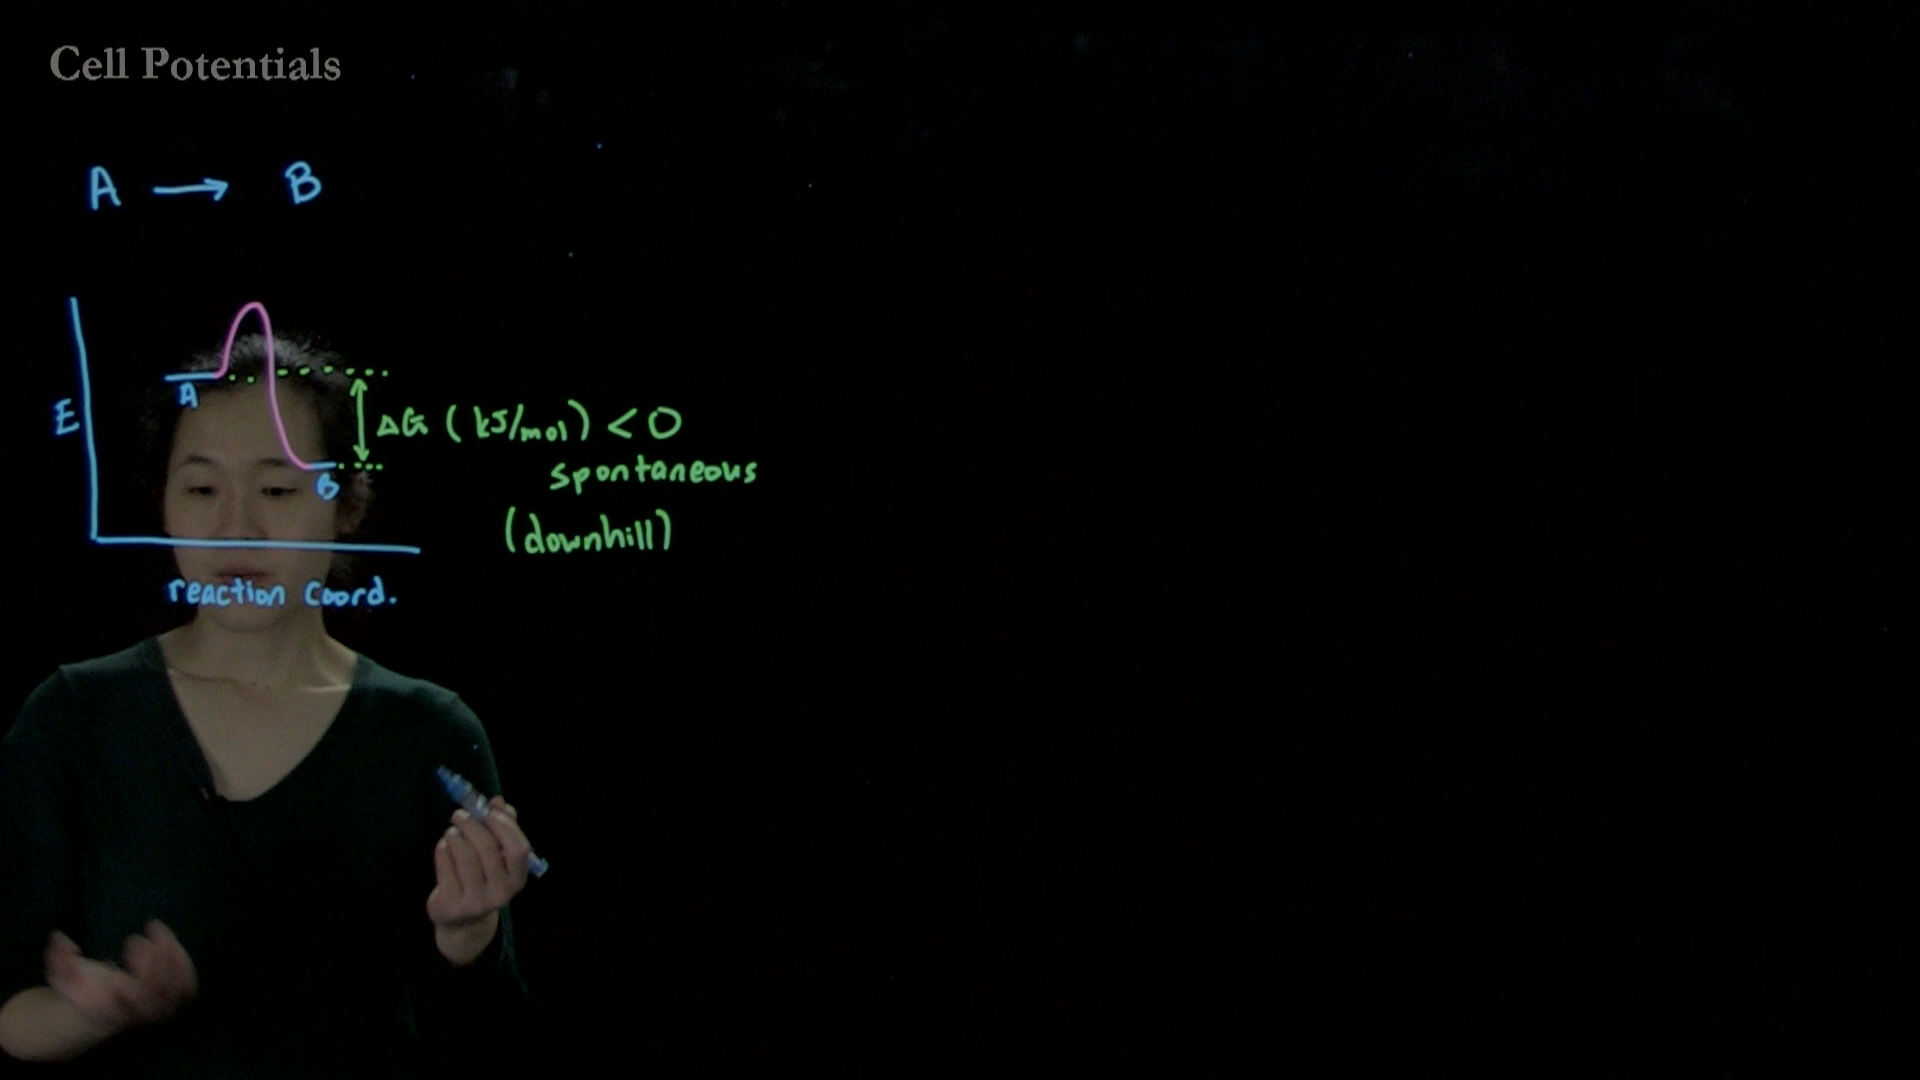 Cell Potentials
A → B
E
A
ΔG (kJ/mol) < 0
spontaneous
B
(downhill)
reaction coord.